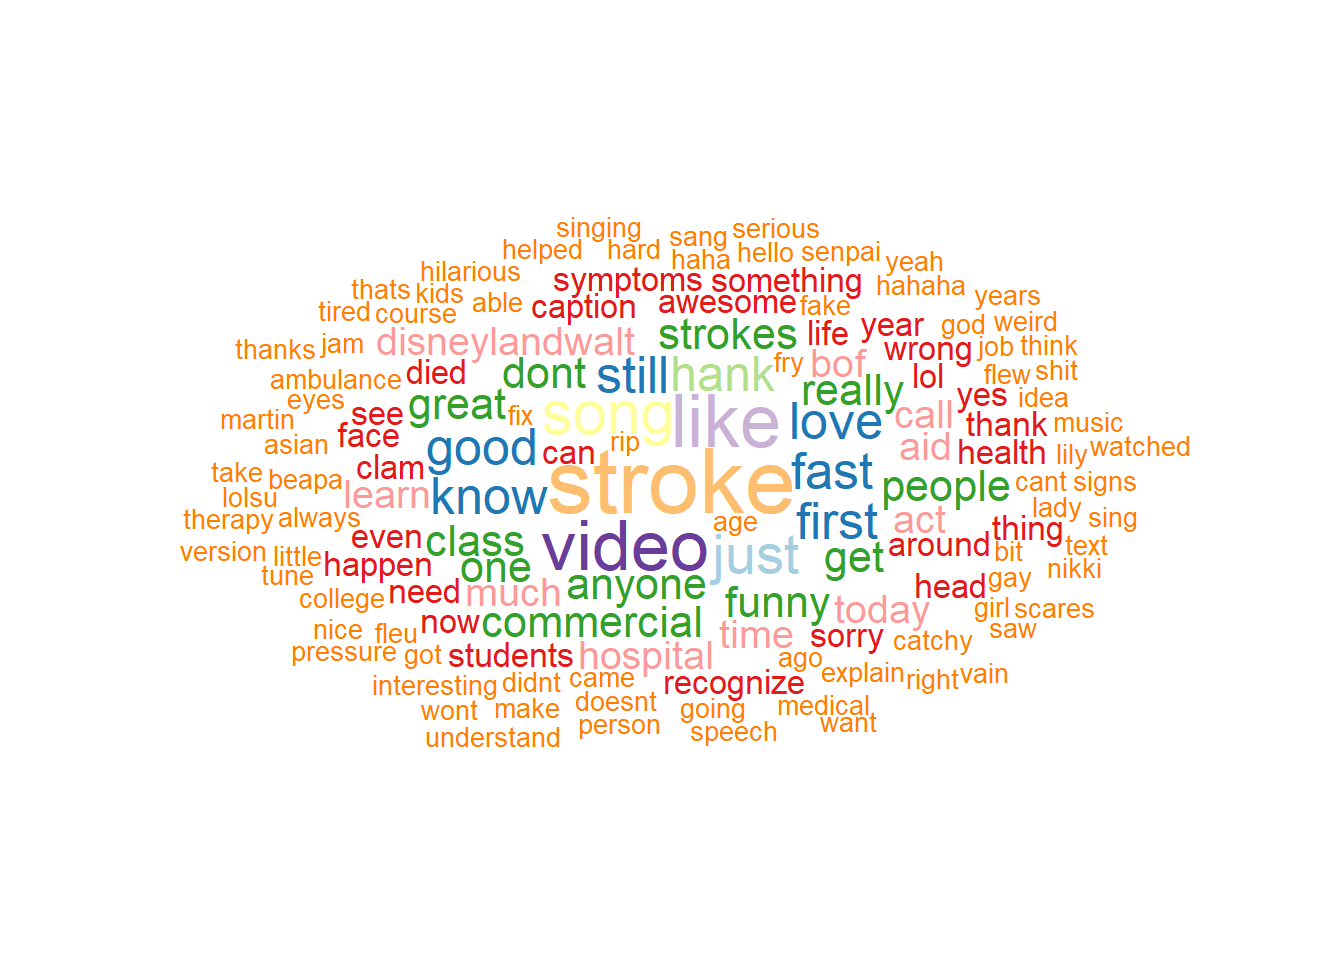 singing
sang serious
helped hard haha hello senpai yeah
hilarious symptoms something hahaha
thats kids able caption awesome fake years
tired course strokes life year god weird
thanks jam disneylandwalt wrong job think
ambulance died dont still hank fry bof lol flew shit
eyes great fix song like really yes idea
martin see love call thank music
asian face good can rip aid health lily watched
take beapa clam stroke fast people cant signs
lolsu learn know lady
therapy always first act thing sing
version little even class video age just around bit text
tune happen one get nikki
college need much anyone funny today head gay girl scares
nice fleu now commercial time sorry catchy saw
pressure got students hospital ago explain right vain
interesting didnt came recognize
wont make doesnt going medical
understand person speech want